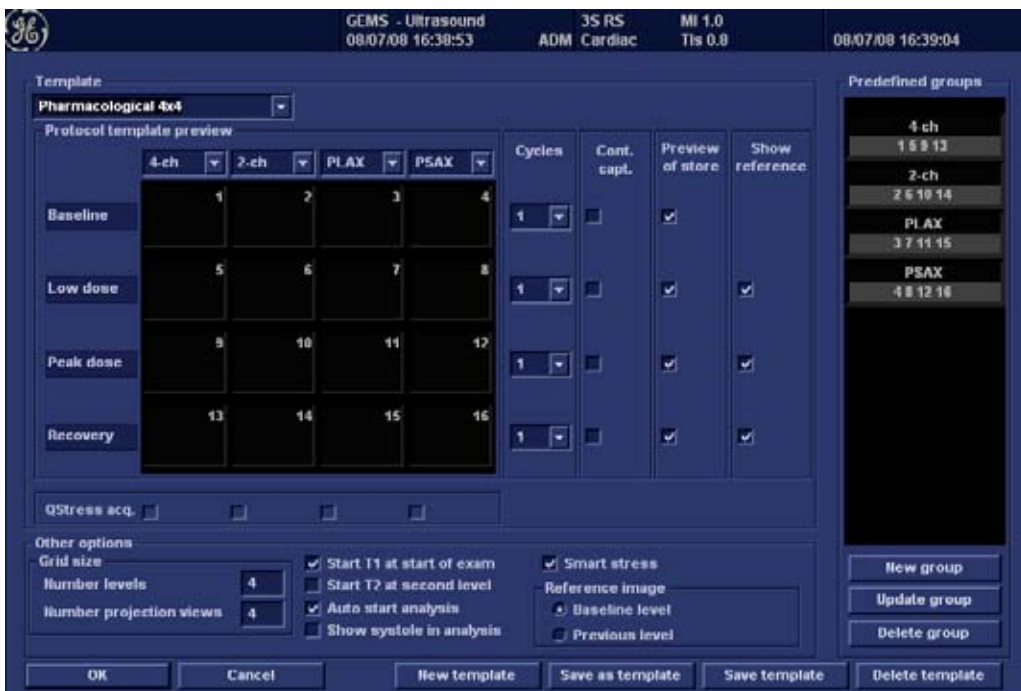 GE
GEMS - Ultrasound
08/07/08 16:38:53
ADM
3S RS
Cardiac
MI 1.0
TIs 0.8
08/07/08 16:39:04
Template
Pharmacological 4x4
Protocol template preview
4-ch 2-ch PLAX PSAX
Cycles
Cont. capt.
Preview of store
Show reference
Baseline 1 2 3 4 1
Low dose 5 6 7 8 1
Peak dose 9 10 11 12 1
Recovery 13 14 15 16 1
QStress acq.
Predefined groups
4-ch
1 5 9 13
2-ch
2 6 10 14
PLAX
3 7 11 15
PSAX
4 8 12 16
Other options
Grid size
Number levels 4
Number projection views 4
Start T1 at start of exam
Start T2 at second level
Auto start analysis
Show systole in analysis
Smart stress
Reference image
Baseline level
Previous level
New group
Update group
Delete group
OK Cancel New template Save as template Save template Delete template